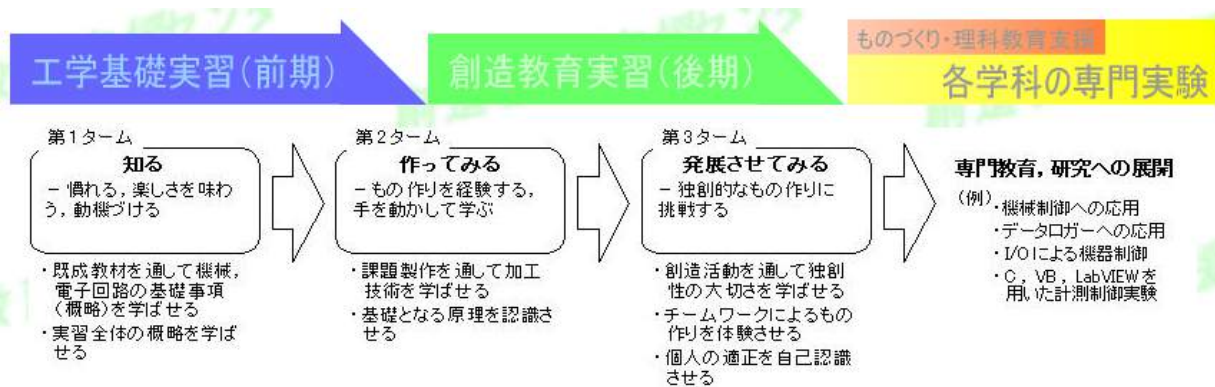 工学基礎実習(前期)
創造教育実習(後期)
ものづくり・理科教育支援
各学科の専門実験
第1ターム
知る
－慣れる，楽しさを味わ
う，動機づける
・既成教材を通して機械，
電子回路の基礎事項
(概略)を学ばせる
・実習全体の概略を学ば
せる
第2ターム
作ってみる
－もの作りを経験する，
手を動かして学ぶ
・課題製作を通して加工
技術を学ばせる
・基礎となる原理を認識さ
せる
第3ターム
発展させてみる
－独創的なもの作りに
挑戦する
・創造活動を通して独創
性の大切さを学ばせる
・チームワークによるもの
作りを体験させる
・個人の適正を自己認識
させる
専門教育，研究への展開
(例)・機械制御への応用
・データロガーへの応用
・I/Oによる機器制御
・C，VB，LabVIEWを
用いた計測制御実験